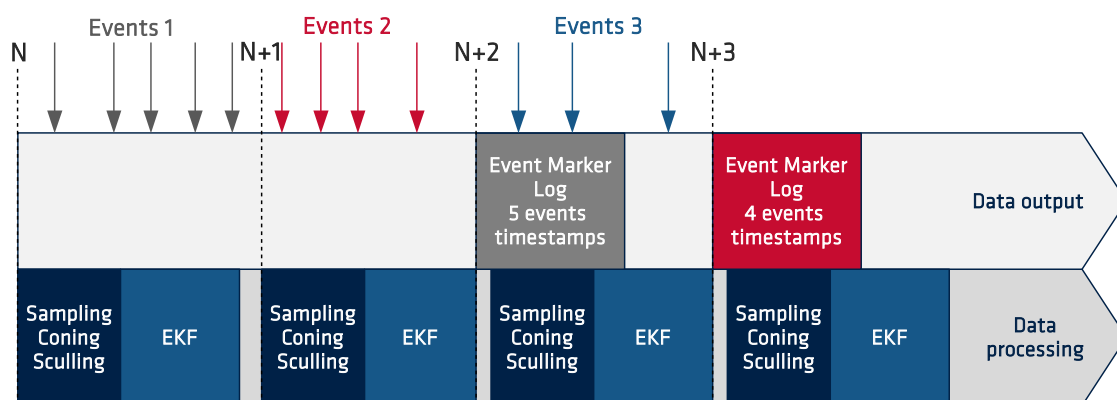 Events 1
Events 2
Events 3
N
N+1
N+2
N+3
Event Marker
Log
5 events
timestamps
Event Marker
Log
4 events
timestamps
Data output
Sampling
Coning
Sculling
EKF
Sampling
Coning
Sculling
EKF
Sampling
Coning
Sculling
EKF
Sampling
Coning
Sculling
EKF
Data
processing